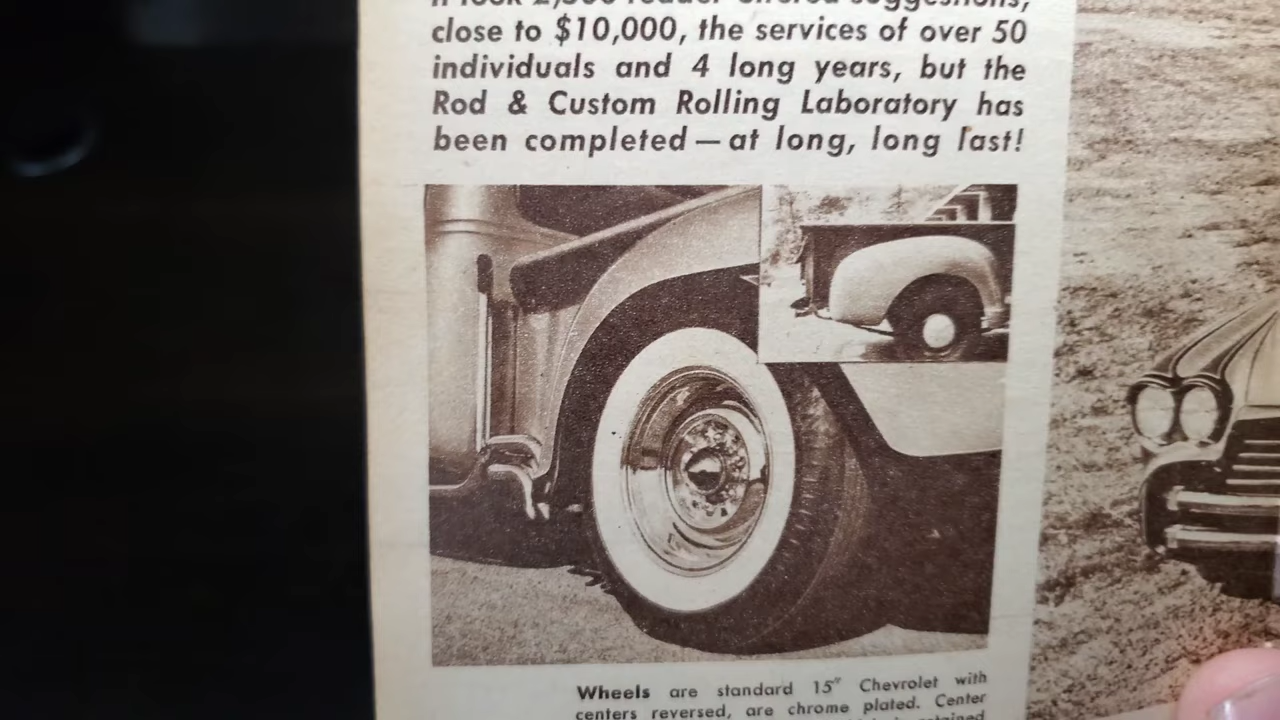 close to $10,000, the services of over 50
individuals and 4 long years, but the
Rod & Custom Rolling Laboratory has
been completed — at long, long last!
Wheels are standard 15" Chevrolet with
centers reversed, are chrome plated. Center